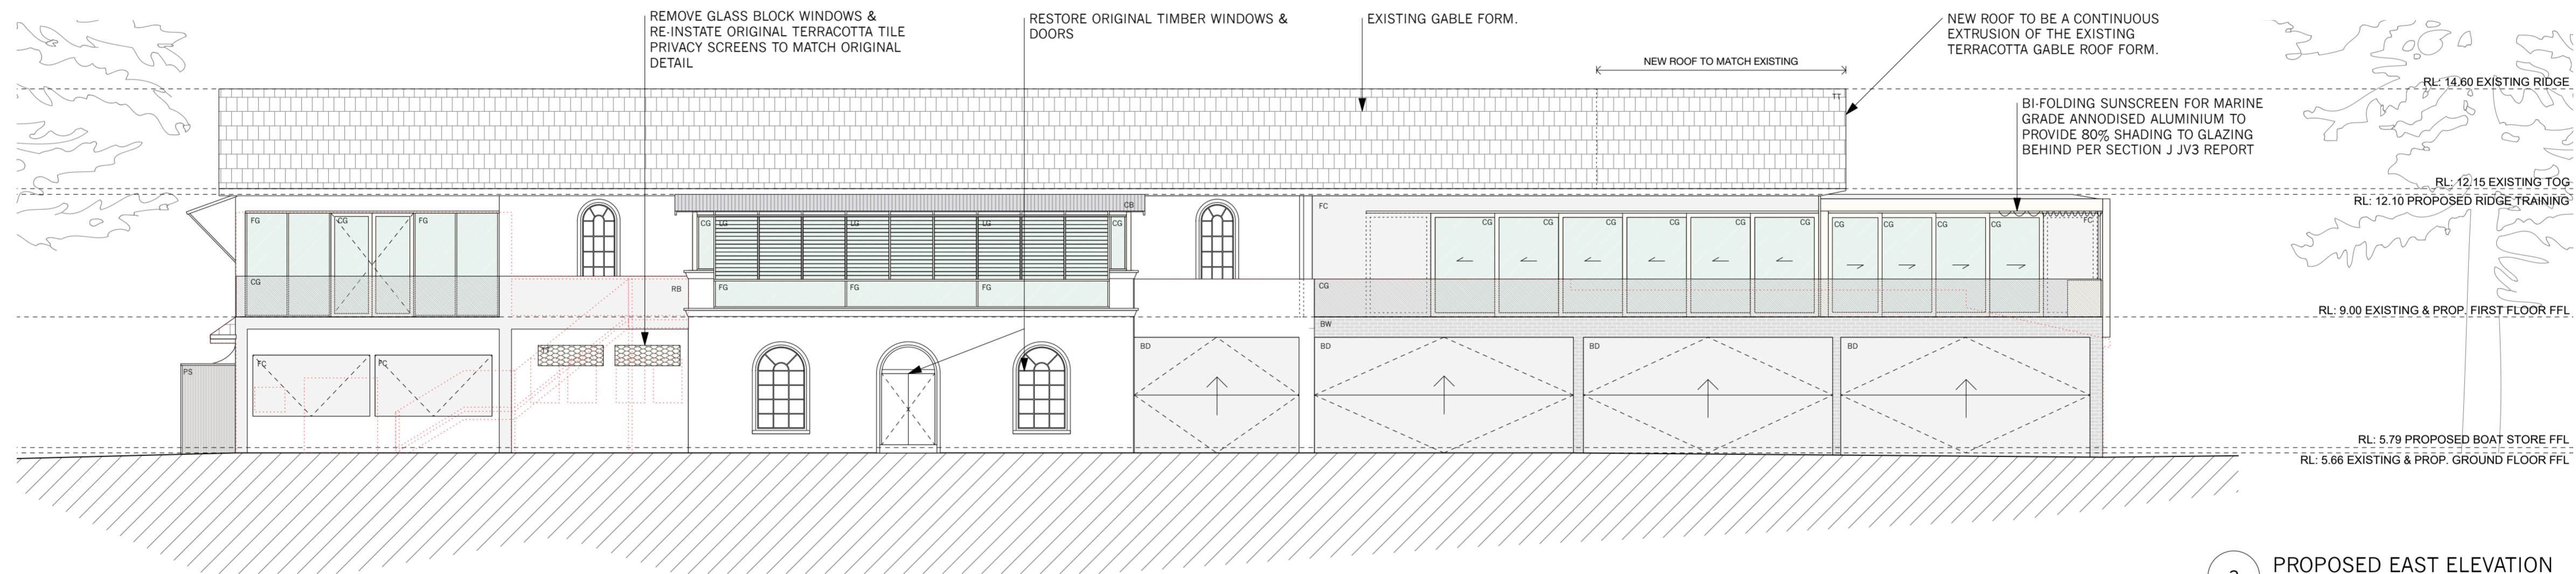 REMOVE GLASS BLOCK WINDOWS &
RE-INSTATE ORIGINAL TERRACOTTA TILE
PRIVACY SCREENS TO MATCH ORIGINAL
DETAIL
RESTORE ORIGINAL TIMBER WINDOWS &
DOORS
EXISTING GABLE FORM.
NEW ROOF TO MATCH EXISTING
NEW ROOF TO BE A CONTINUOUS
EXTRUSION OF THE EXISTING
TERRACOTTA GABLE ROOF FORM.
RL: 14.60 EXISTING RIDGE
TT
BI-FOLDING SUNSCREEN FOR MARINE
GRADE ANNODISED ALUMINIUM TO
PROVIDE 80% SHADING TO GLAZING
BEHIND PER SECTION J JV3 REPORT
RL: 12.15 EXISTING TOG
RL: 12.10 PROPOSED RIDGE TRAINING
CB
FC
FG
CG
FG
CG
LG
LG
LG
CG
CG
CG
CG
CG
CG
CG
CG
CG
CG
CG
FC
CG
RB
FG
FG
FG
CG
RL: 9.00 EXISTING & PROP. FIRST FLOOR FFL
BW
BD
BD
BD
BD
FC
FC
PS
RL: 5.79 PROPOSED BOAT STORE FFL
RL: 5.66 EXISTING & PROP. GROUND FLOOR FFL
PROPOSED EAST ELEVATION